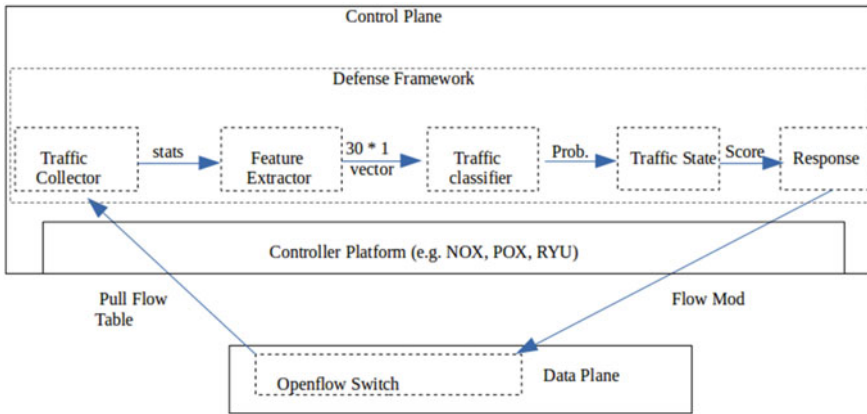 Control Plane
Defense Framework
Traffic
Collector
stats
Feature
Extractor
30 * 1
vector
Traffic
classifier
Prob.
Traffic State
Score
Response
Controller Platform (e.g. NOX, POX, RYU)
Pull Flow
Table
Flow Mod
Openflow Switch
Data Plane